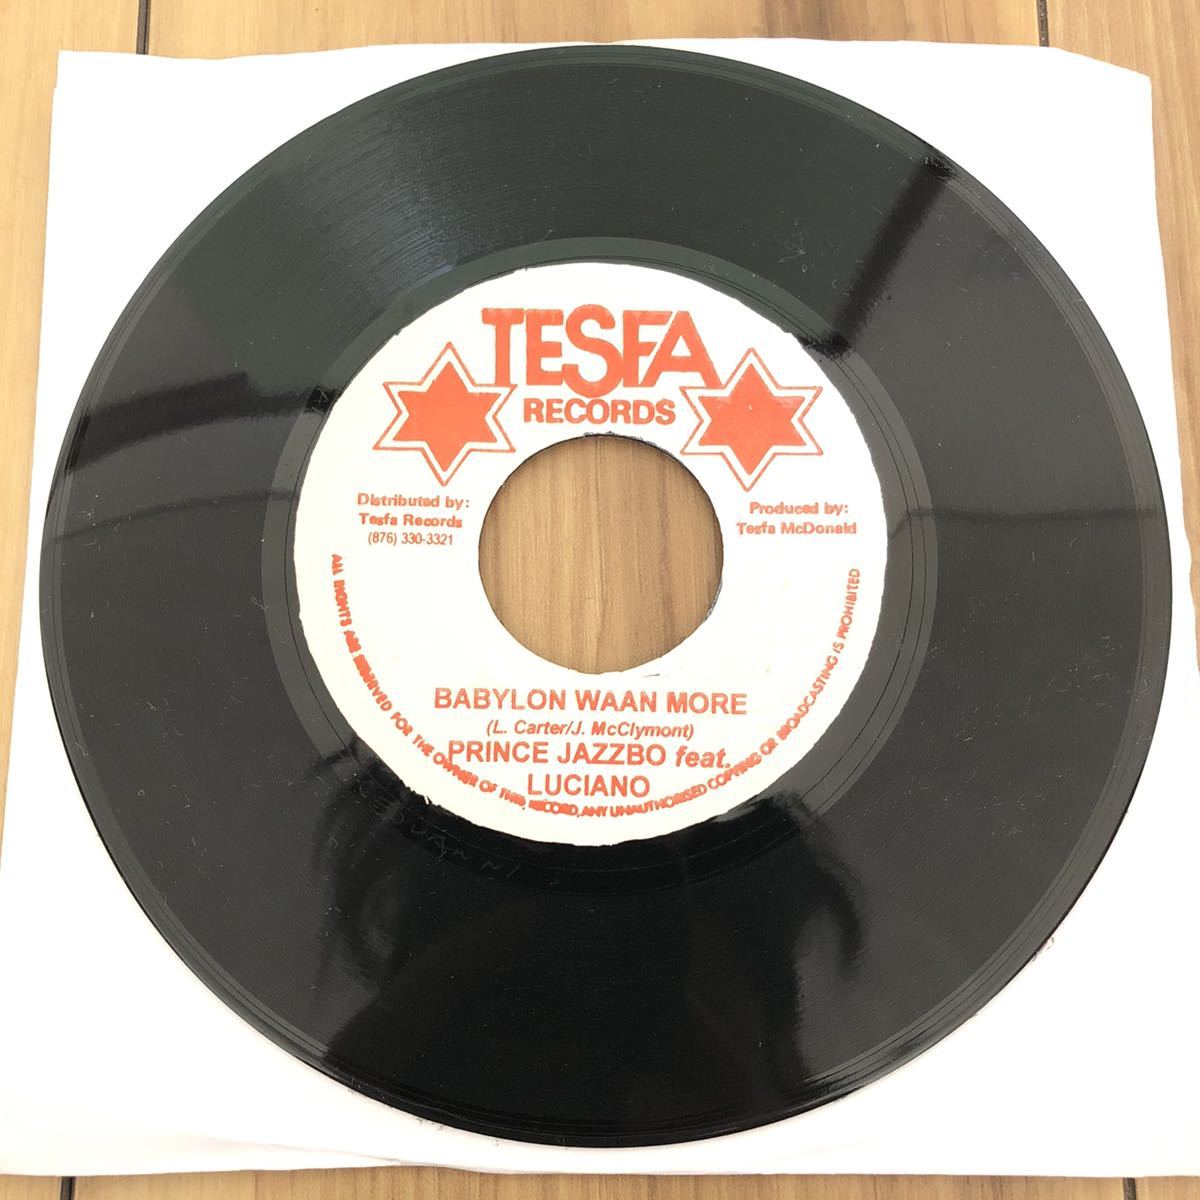 TESFA
RECORDS
Distributed by:
Tesfa Records
(876) 330-3321
Produced by:
Tesfa McDonald
BABYLON WAAN MORE
(L. Carter/J. McClymont)
PRINCE JAZZBO feat.
LUCIANO
ALL RIGHTS ARE RESERVED FOR THE OWNER OF THIS, RECORD, ANY UNAUTHORISED COPYING OR BROADCASTING IS PROHIBITED